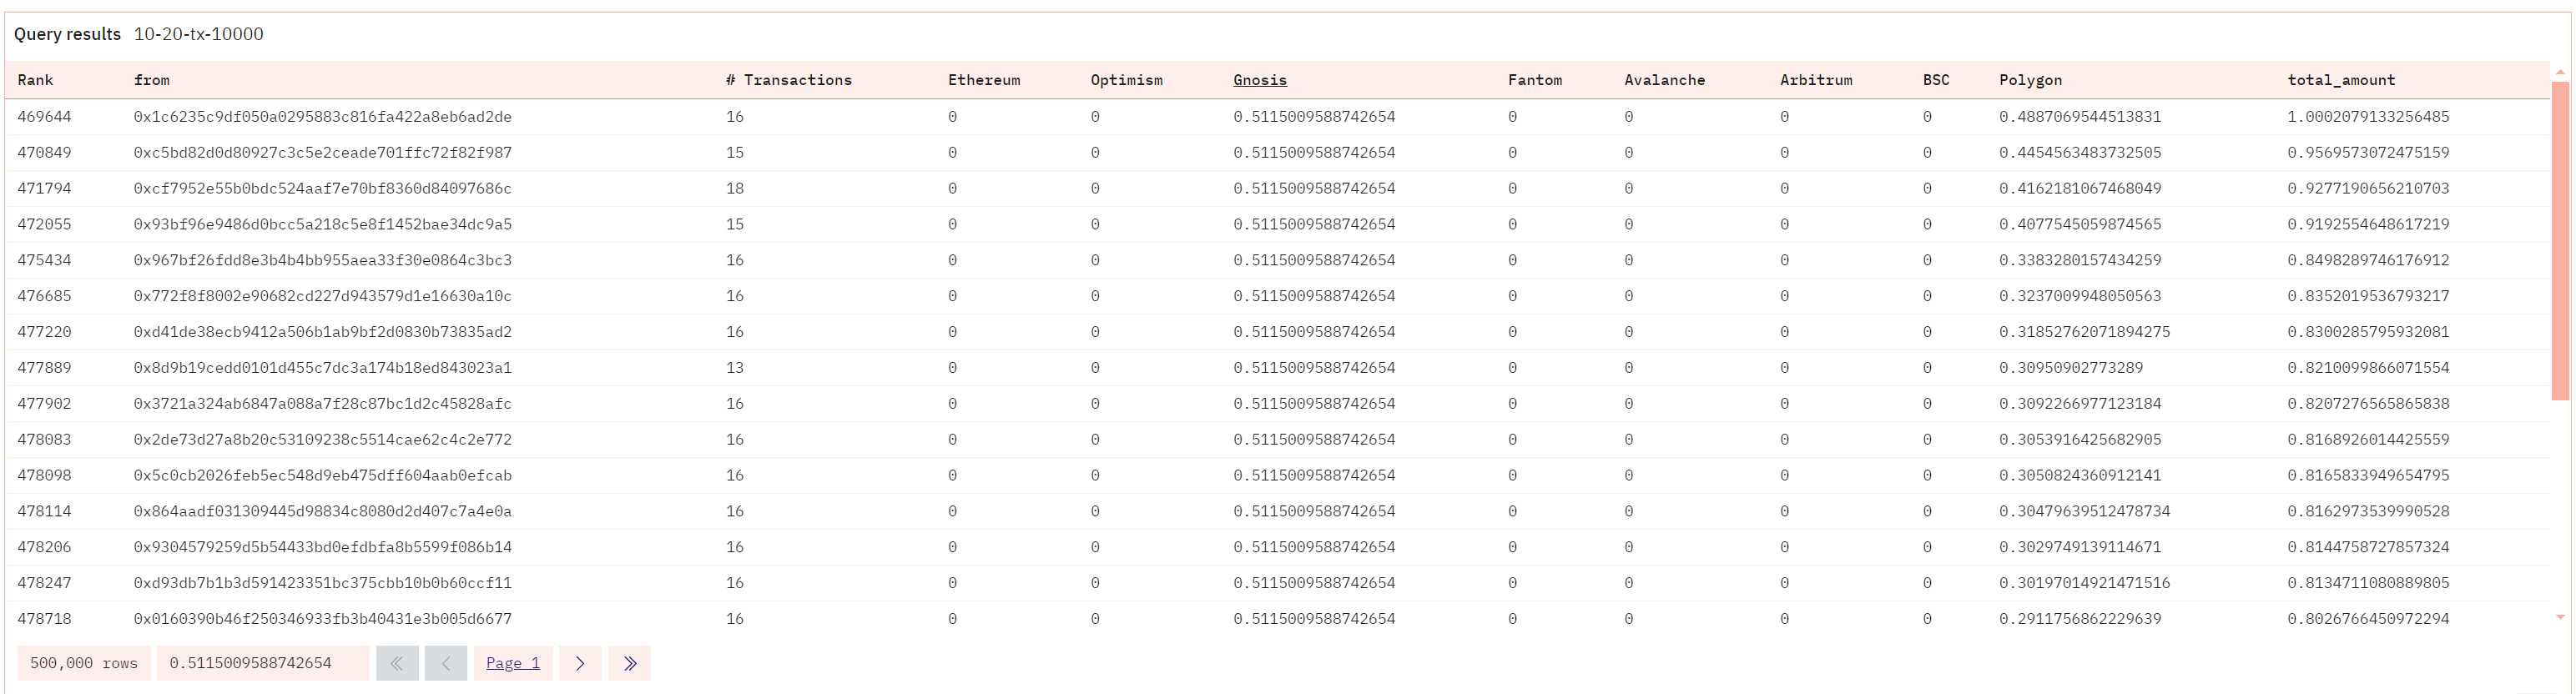 Query results 10-20-tx-10000
Rank from # Transactions Ethereum Optimism Gnosis Fantom Avalanche Arbitrum BSC Polygon total_amount
469644 0x1c6235c9df050a0295883c816fa422a8eb6ad2de 16 0 0 0.5115009588742654 0 0 0 0 0.4887069544513831 1.0002079133256485
470849 0xc5bd82d0d80927c3c5e2ceade701ffc72f82f987 15 0 0 0.5115009588742654 0 0 0 0 0.4454563483732505 0.9569573072475159
471794 0xcf7952e55b0bdc524aaf7e70bf8360d84097686c 18 0 0 0.5115009588742654 0 0 0 0 0.4162181067468049 0.9277190656210703
472055 0x93bf96e9486d0bcc5a218c5e8f1452bae34dc9a5 15 0 0 0.5115009588742654 0 0 0 0 0.4077545059874565 0.9192554648617219
475434 0x967bf26fdd8e3b4b4bb955aea33f30e0864c3bc3 16 0 0 0.5115009588742654 0 0 0 0 0.3383280157434259 0.8498289746176912
476685 0x772f8f8002e90682cd227d943579d1e16630a10c 16 0 0 0.5115009588742654 0 0 0 0 0.3237009948050563 0.8352019536793217
477220 0xd41de38ecb9412a506b1ab9bf2d0830b73835ad2 16 0 0 0.5115009588742654 0 0 0 0 0.31852762071894275 0.8300285795932081
477889 0x8d9b19cedd0101d455c7dc3a174b18ed843023a1 13 0 0 0.5115009588742654 0 0 0 0 0.30950902773289 0.8210099866071554
477902 0x3721a324ab6847a088a7f28c87bc1d2c45828afc 16 0 0 0.5115009588742654 0 0 0 0 0.3092266977123184 0.8207276565865838
478083 0x2de73d27a8b20c53109238c5514cae62c4c2e772 16 0 0 0.5115009588742654 0 0 0 0 0.3053916425682905 0.8168926014425559
478098 0x5c0cb2026feb5ec548d9eb475dff604aab0efcab 16 0 0 0.5115009588742654 0 0 0 0 0.3050824360912141 0.8165833949654795
478114 0x864aadf031309445d98834c8080d2d407c7a4e0a 16 0 0 0.5115009588742654 0 0 0 0 0.30479639512478734 0.8162973539990528
478206 0x9304579259d5b54433bd0efdbfa8b5599f086b14 16 0 0 0.5115009588742654 0 0 0 0 0.3029749139114671 0.8144758727857324
478247 0xd93db7b1b3d591423351bc375cbb10b0b60ccf11 16 0 0 0.5115009588742654 0 0 0 0 0.30197014921471516 0.8134711080889805
478718 0x0160390b46f250346933fb3b40431e3b005d6677 16 0 0 0.5115009588742654 0 0 0 0 0.2911756862229639 0.8026766450972294
500,000 rows 0.5115009588742654 Page 1